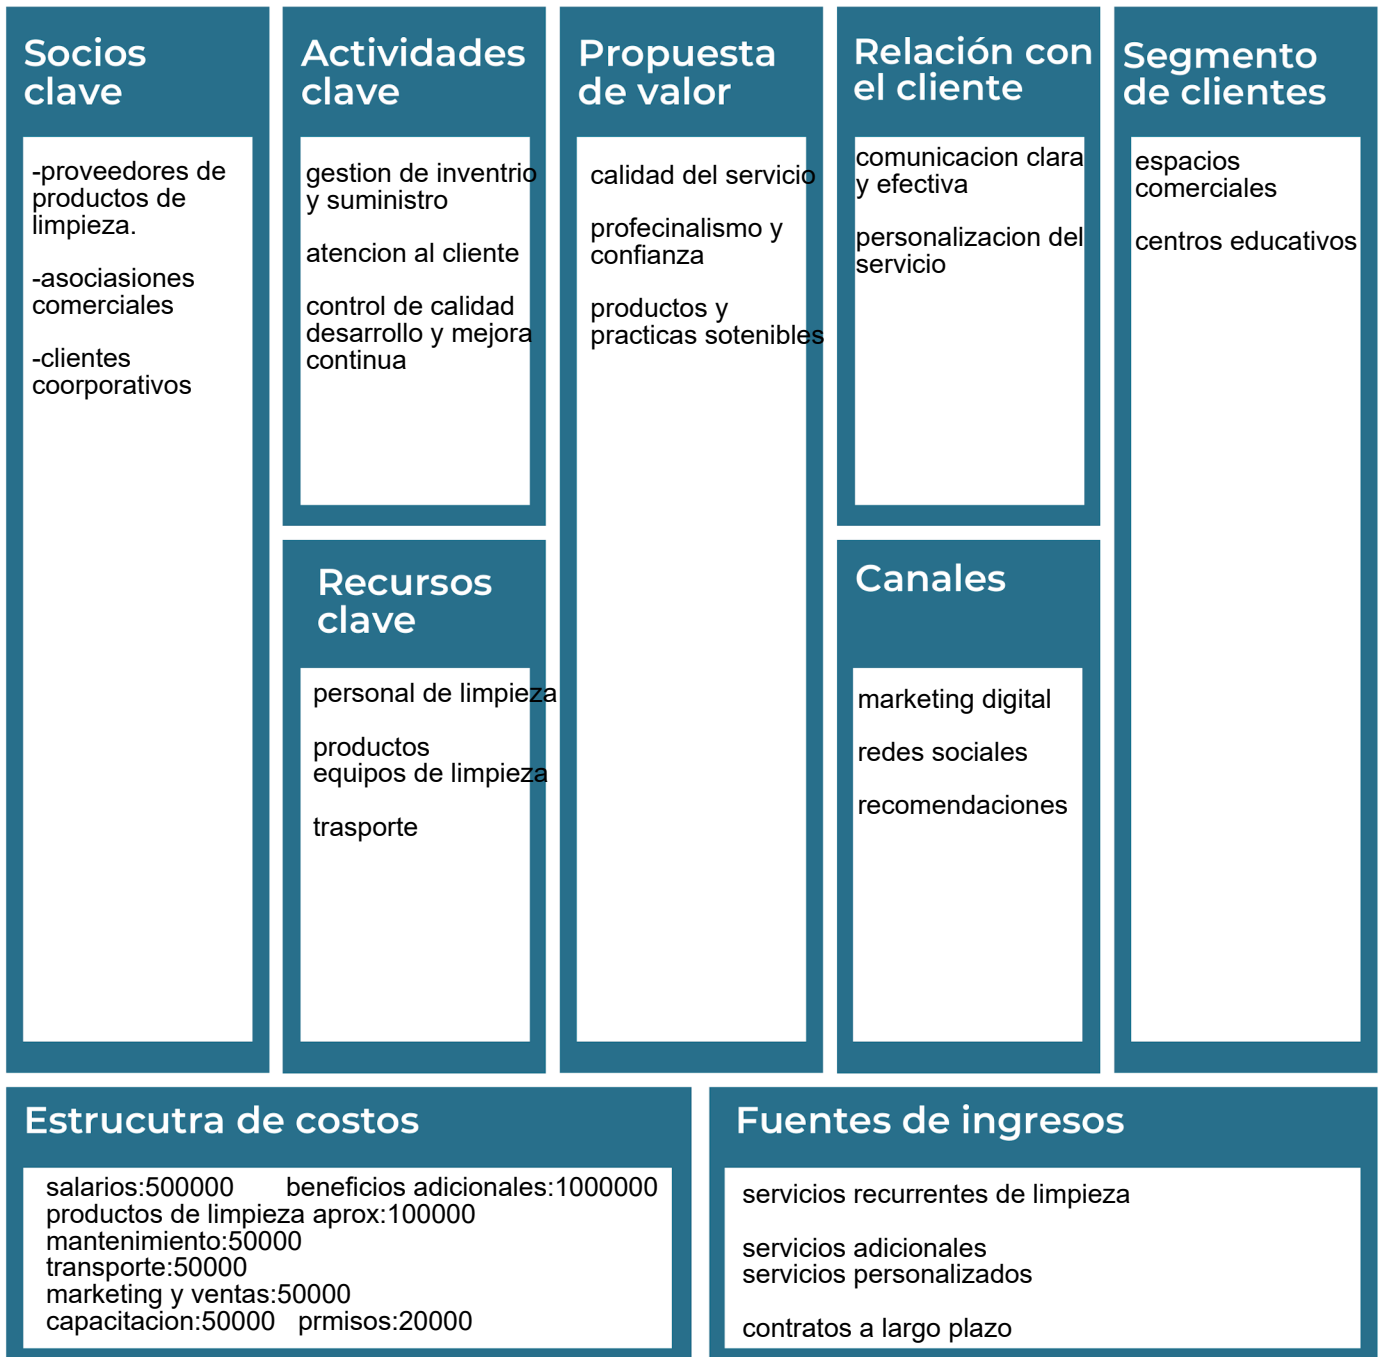 Socios
clave
-proveedores de
productos de
limpieza.
-asociasiones
comerciales
-clientes
coorporativos
Actividades
clave
gestion de inventrio
y suministro
atencion al cliente
control de calidad
desarrollo y mejora
continua
Recursos
clave
personal de limpieza
productos
equipos de limpieza
trasporte
Propuesta
de valor
calidad del servicio
profecinalismo y
confianza
productos y
practicas sotenibles
Relación con
el cliente
comunicacion clara
y efectiva
personalizacion del
servicio
Canales
marketing digital
redes sociales
recomendaciones
Segmento
de clientes
espacios
comerciales
centros educativos
Estrucutra de costos
salarios:500000 beneficios adicionales:1000000
productos de limpieza aprox:100000
mantenimiento:50000
transporte:50000
marketing y ventas:50000
capacitacion:50000 prmisos:20000
Fuentes de ingresos
servicios recurrentes de limpieza
servicios adicionales
servicios personalizados
contratos a largo plazo